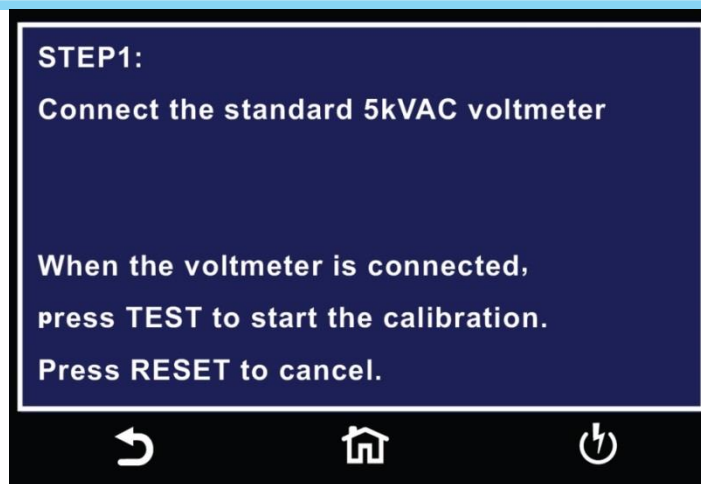 STEP1:
Connect the standard 5kVAC voltmeter
When the voltmeter is connected,
press TEST to start the calibration.
Press RESET to cancel.